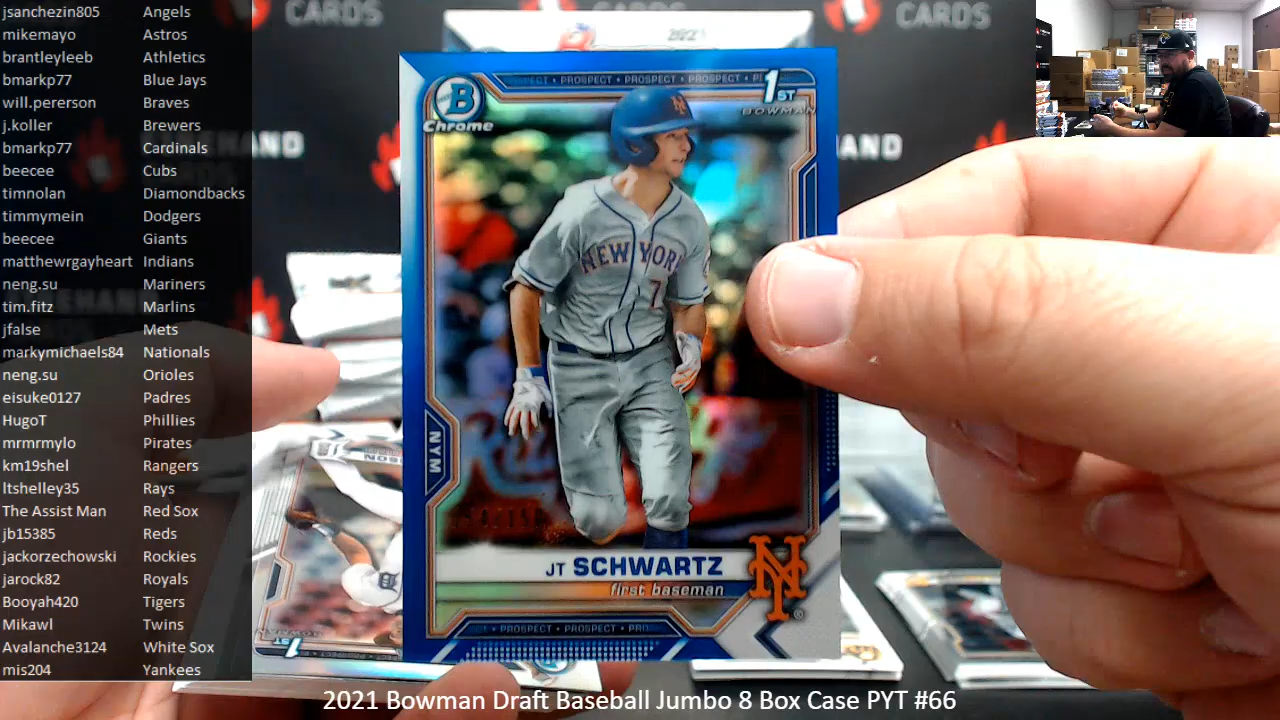 jsanchezin805 Angels
mikemayo Astros
brantleyleeb Athletics
bmarkp77 Blue Jays
will.pererson Braves
j.koller Brewers
bmarkp77 Cardinals
beecee Cubs
timnolan Diamondbacks
timmymein Dodgers
beecee Giants
matthewrgayheart Indians
neng.su Mariners
tim.fitz Marlins
jfalse Mets
markymichaels84 Nationals
neng.su Orioles
eisuke0127 Padres
HugoT Phillies
mrmrmylo Pirates
km19shel Rangers
ltshelley35 Rays
The Assist Man Red Sox
jb15385 Reds
jackorzechowski Rockies
jarock82 Royals
Booyah420 Tigers
Mikawl Twins
Avalanche3124 White Sox
mis204 Yankees
CARDS
2021
CARDS
PROSPECT • PROSPECT • PROSPECT
1ST
BOWMAN
B
Chrome
NEW YORK
7
NYM
JT SCHWARTZ
first baseman
NY
PROSPECT • PROSPECT
1ST
2021 Bowman Draft Baseball Jumbo 8 Box Case PYT #66